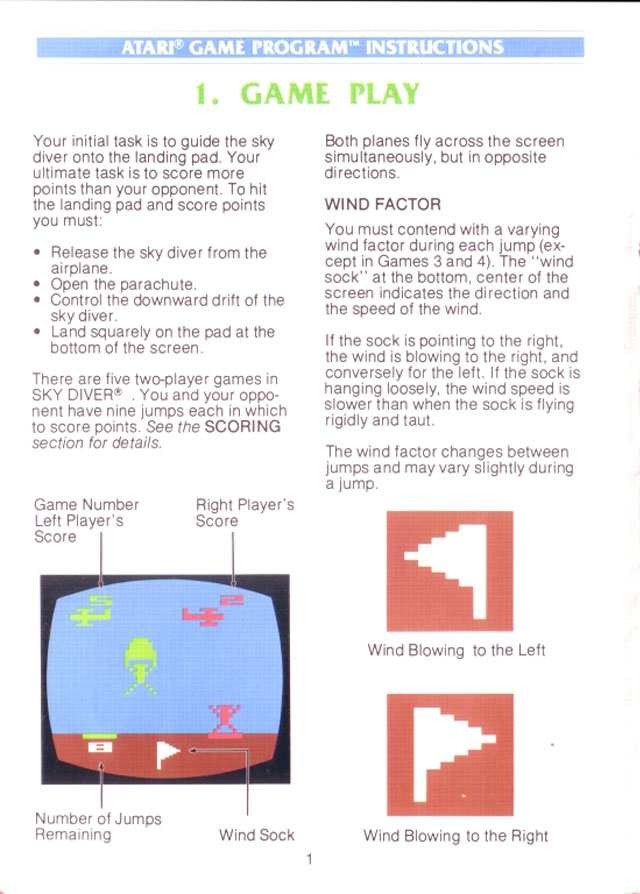 ATARI® GAME PROGRAM™ INSTRUCTIONS
1. GAME PLAY
Your initial task is to guide the sky
diver onto the landing pad. Your
ultimate task is to score more
points than your opponent. To hit
the landing pad and score points
you must:
• Release the sky diver from the
airplane.
• Open the parachute.
• Control the downward drift of the
sky diver.
• Land squarely on the pad at the
bottom of the screen.
There are five two-player games in
SKY DIVER® . You and your oppo-
nent have nine jumps each in which
to score points. See the SCORING
section for details.
Game Number
Left Player's
Score
Right Player's
Score
5
2
Number of Jumps
Remaining
Wind Sock
Both planes fly across the screen
simultaneously, but in opposite
directions.
WIND FACTOR
You must contend with a varying
wind factor during each jump (ex-
cept in Games 3 and 4). The "wind
sock" at the bottom, center of the
screen indicates the direction and
the speed of the wind.
If the sock is pointing to the right,
the wind is blowing to the right, and
conversely for the left. If the sock is
hanging loosely, the wind speed is
slower than when the sock is flying
rigidly and taut.
The wind factor changes between
jumps and may vary slightly during
a jump.
Wind Blowing to the Left
Wind Blowing to the Right
1